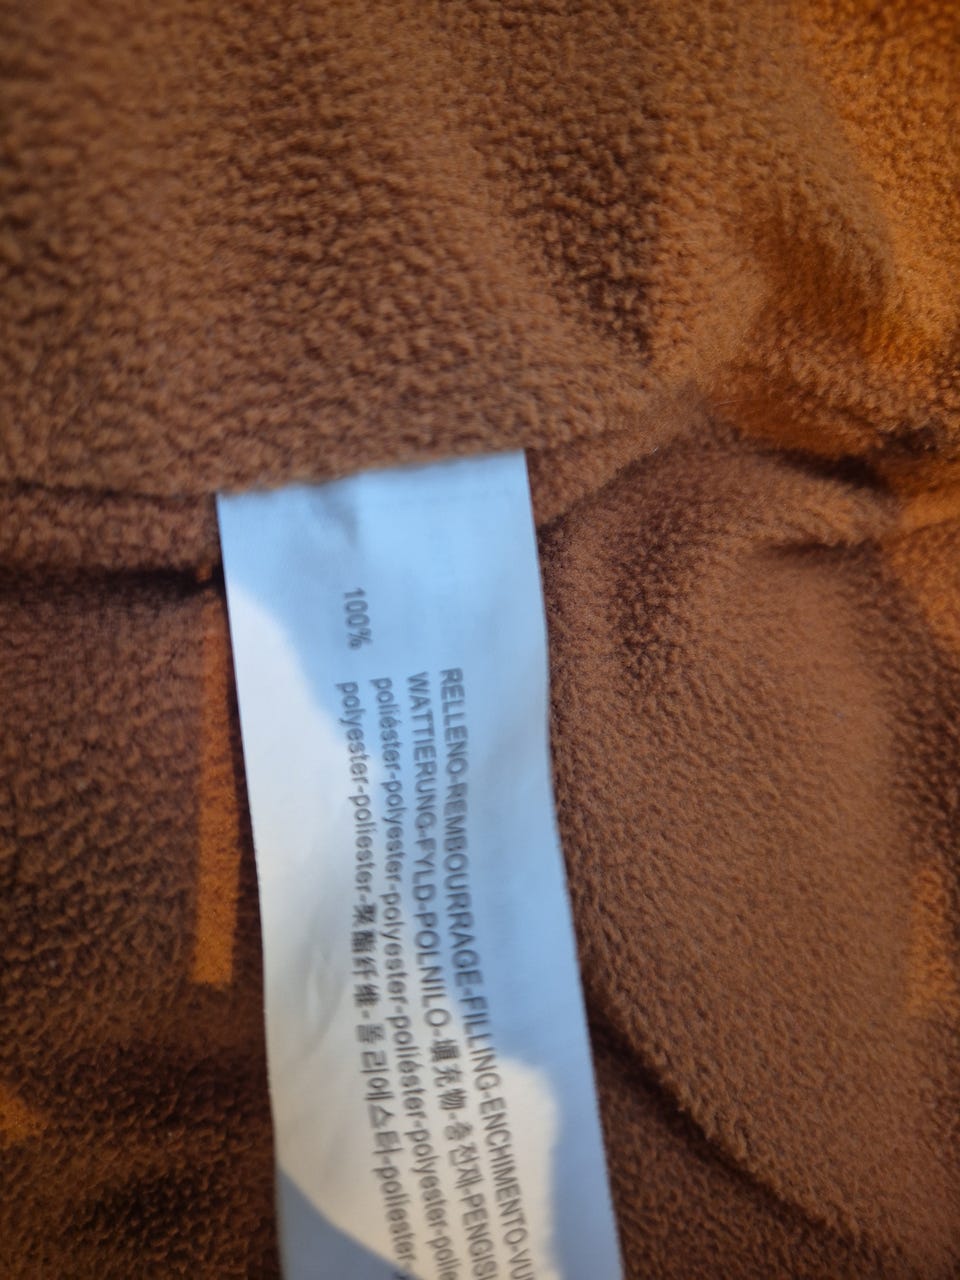 RELLENO-REMBOURRAGE-FILLING-ENCHIMENTO-VU
WATTIERUNG-FYLD-POLNILO-填充物-충전재-PENGISI
poliéster-polyester-polyester-poliéster-polyester-polie
100% polyester-poliester-聚酯纤维-폴리에스터-poliester-